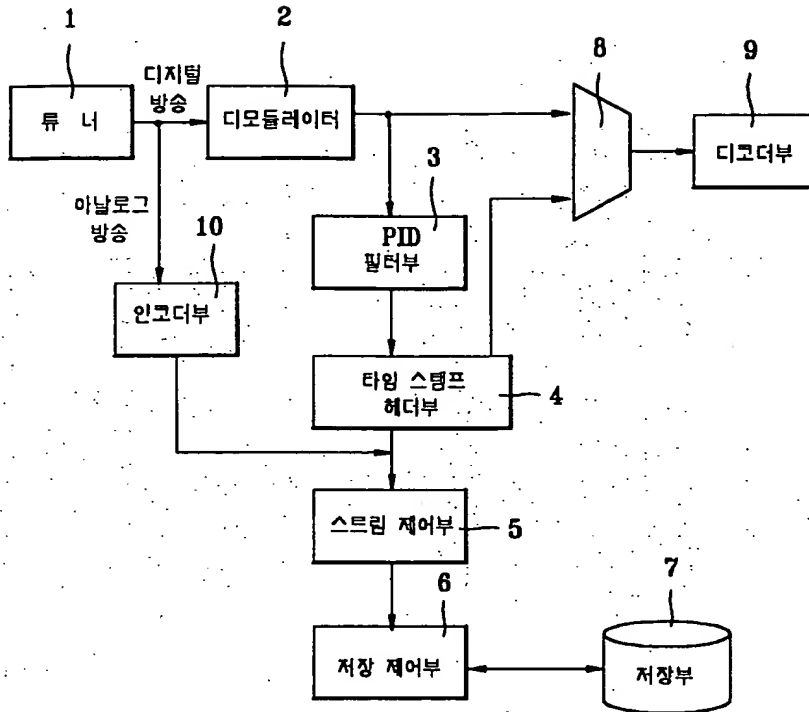 1
2
8
9
디지털
방송
튜 너
디모듈레이터
디코더부
3
아날로그
방송
10
PID
필터부
인코더부
타임 스탬프
헤더부
4
스트림 제어부
5
6
7
저장 제어부
저장부